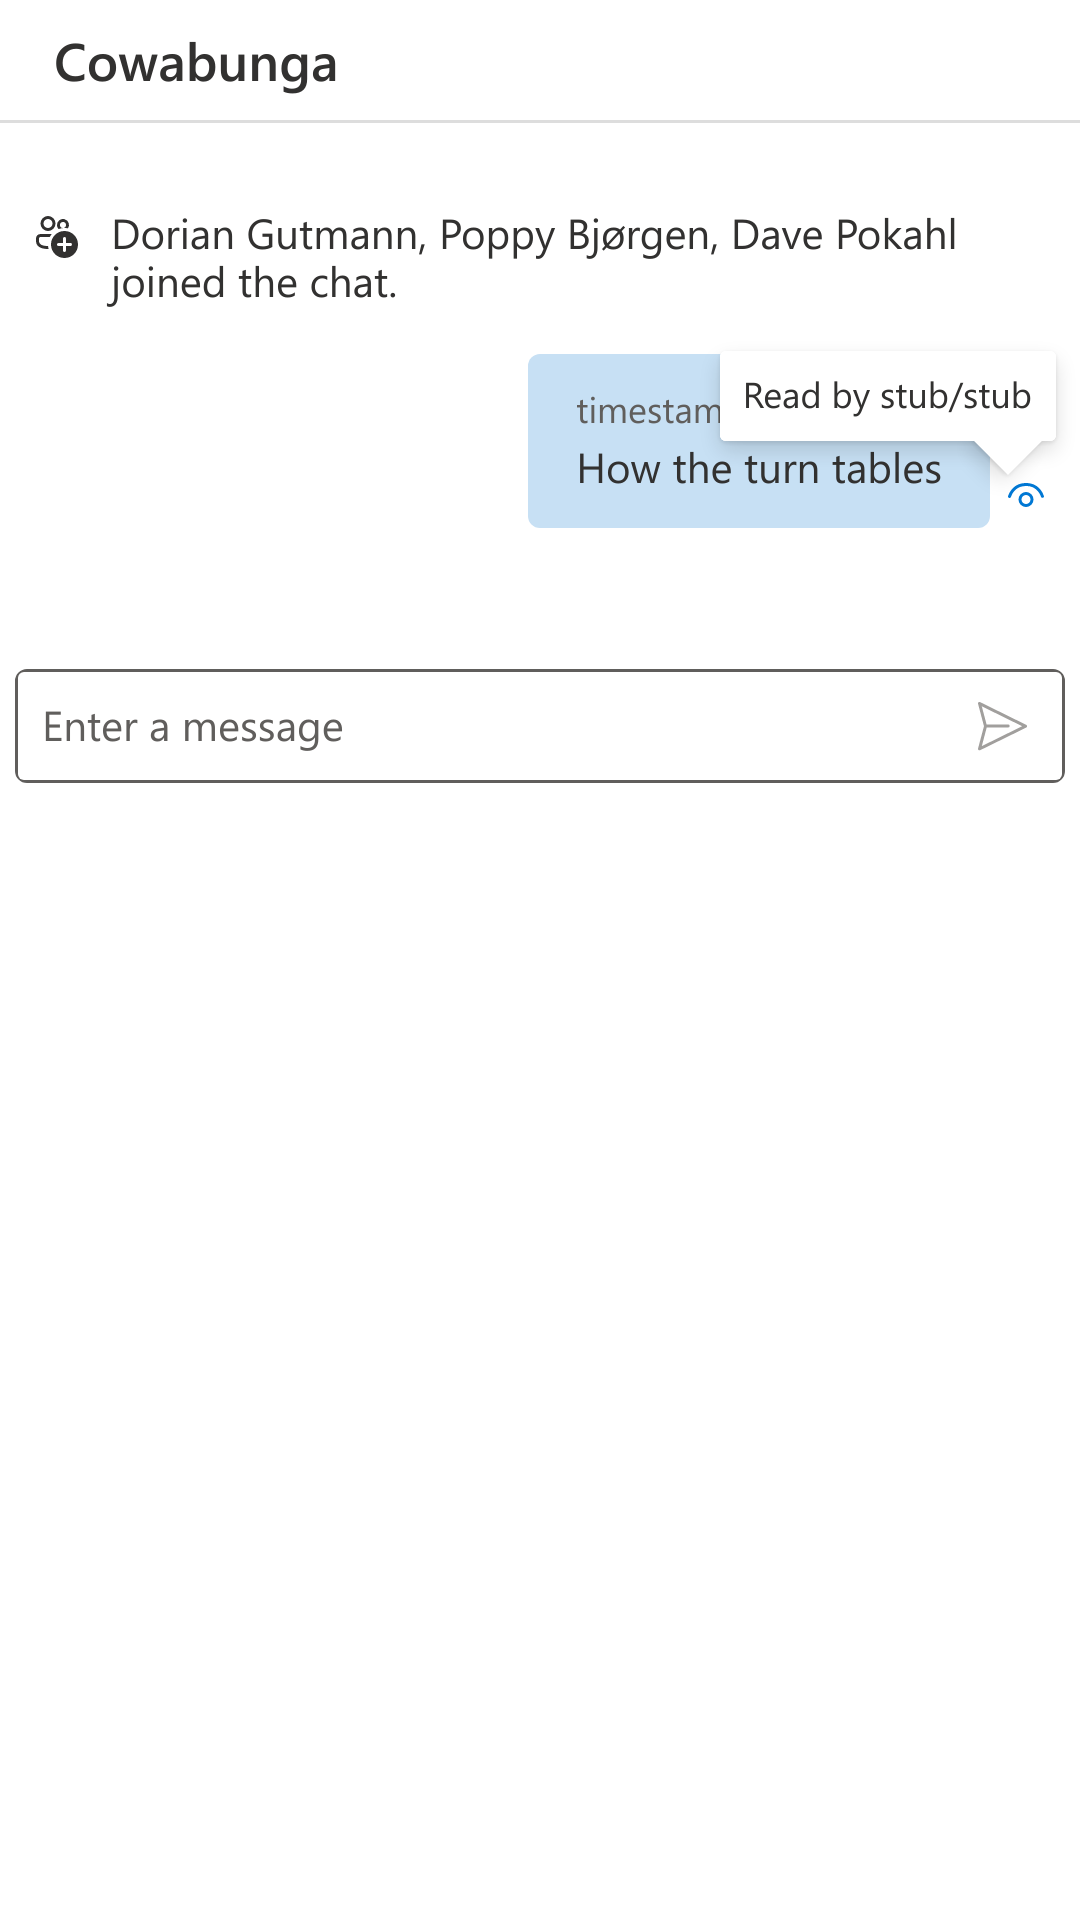 Cowabunga
Dorian Gutmann, Poppy Bjørgen, Dave Pokahl
joined the chat.
Read by stub/stub
timestam
How the turn tables
Enter a message